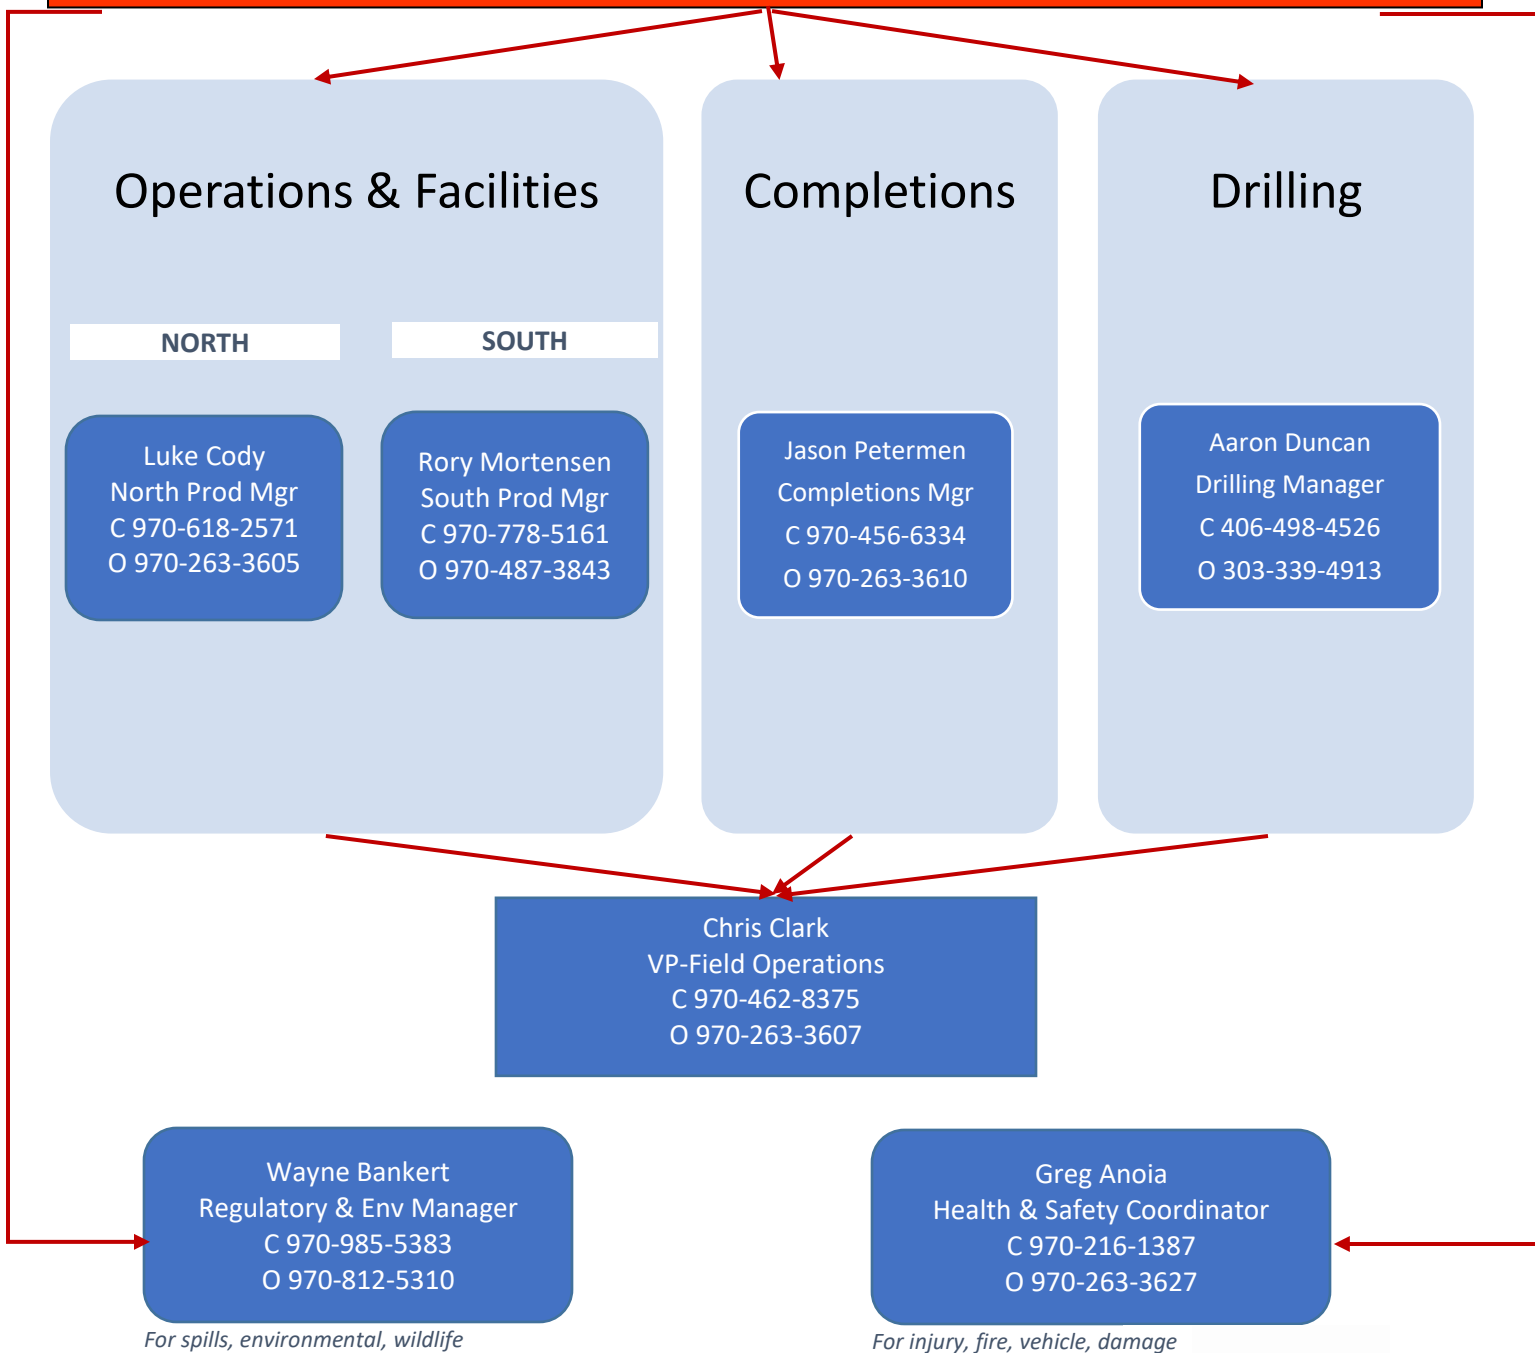 Operations & Facilities
Completions
Drilling
NORTH
SOUTH
Luke Cody
North Prod Mgr
C 970-618-2571
O 970-263-3605
Rory Mortensen
South Prod Mgr
C 970-778-5161
O 970-487-3843
Jason Petermen
Completions Mgr
C 970-456-6334
O 970-263-3610
Aaron Duncan
Drilling Manager
C 406-498-4526
O 303-339-4913
Chris Clark
VP-Field Operations
C 970-462-8375
O 970-263-3607
Wayne Bankert
Regulatory & Env Manager
C 970-985-5383
O 970-812-5310
For spills, environmental, wildlife
Greg Anoia
Health & Safety Coordinator
C 970-216-1387
O 970-263-3627
For injury, fire, vehicle, damage